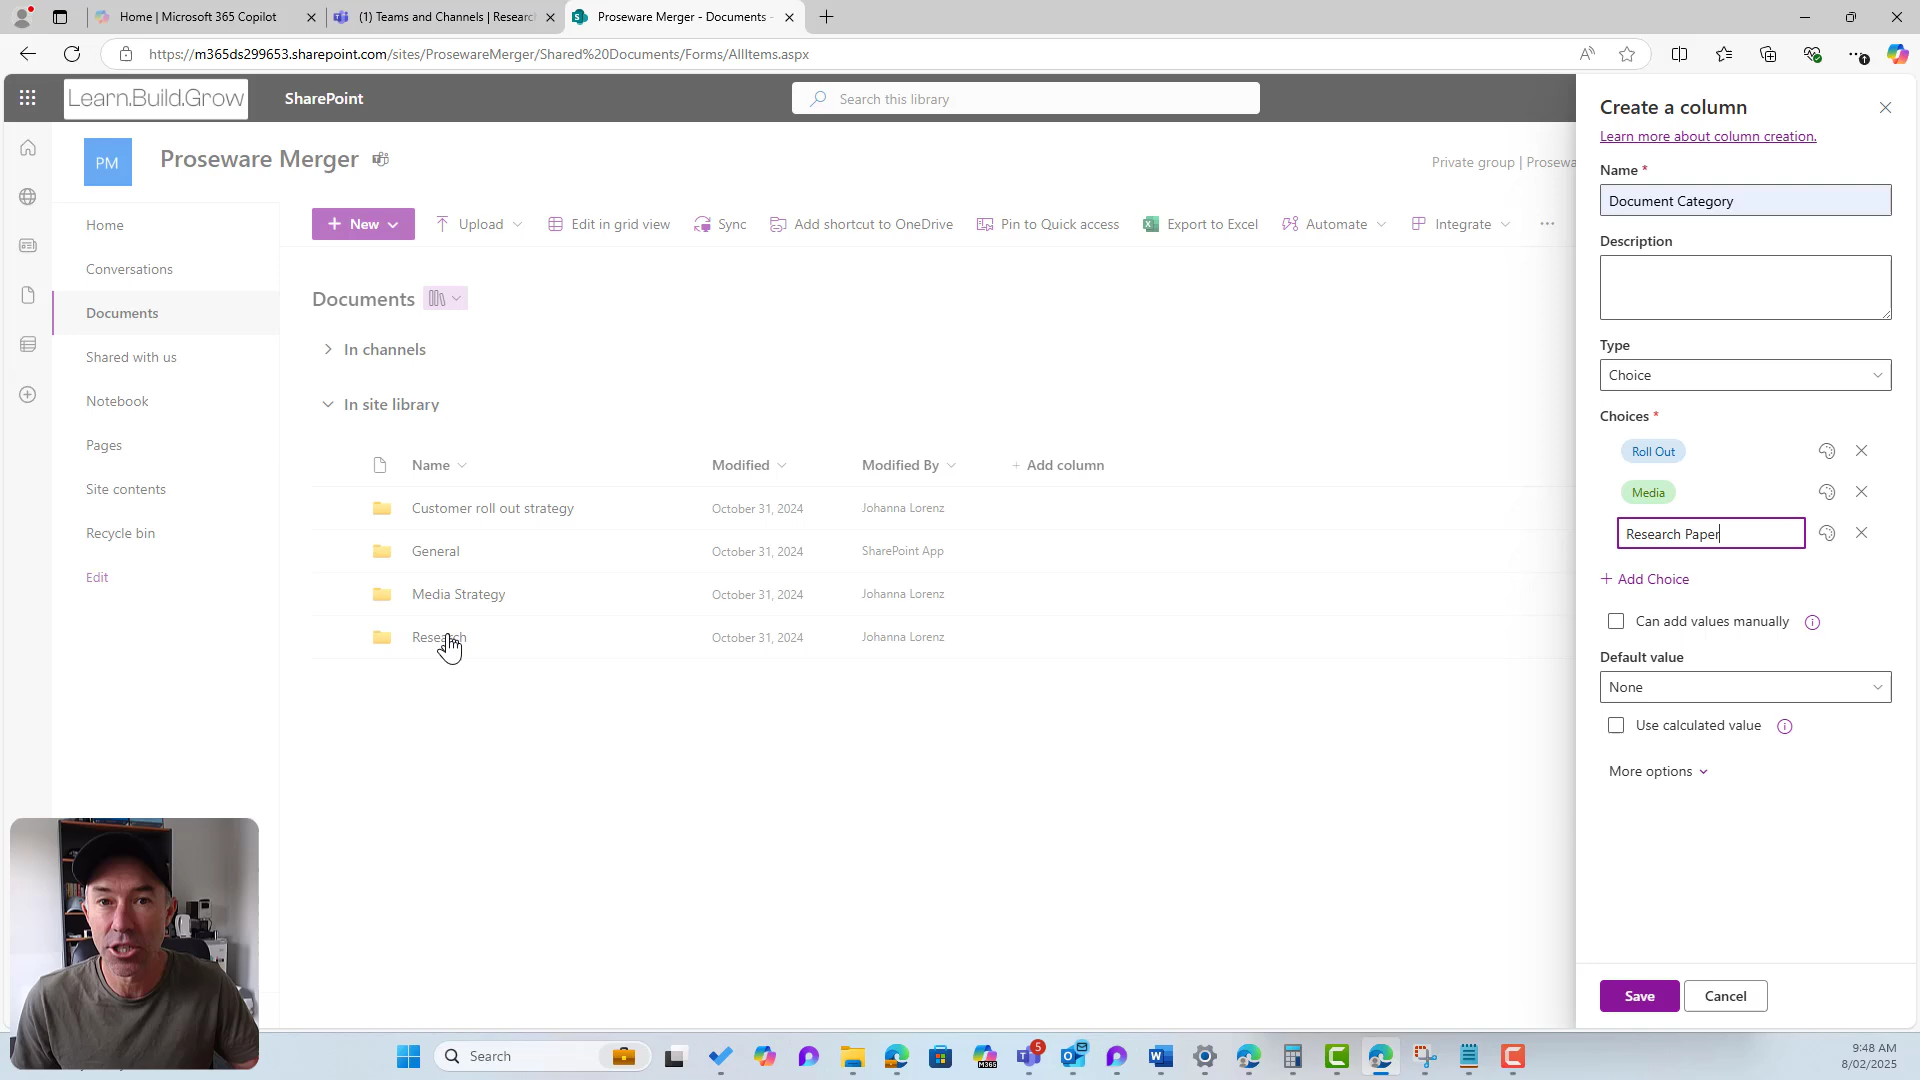 Home | Microsoft 365 Copilot
(1) Teams and Channels | Researc
Proseware Merger - Documents -
https://m365ds299653.sharepoint.com/sites/ProsewareMerger/Shared%20Documents/Forms/AllItems.aspx
Learn.Build.Grow
SharePoint
Search this library
PM
Proseware Merger
Private group | Prosewa
Home
Conversations
Documents
Shared with us
Notebook
Pages
Site contents
Recycle bin
Edit
New
Upload
Edit in grid view
Sync
Add shortcut to OneDrive
Pin to Quick access
Export to Excel
Automate
Integrate
Documents
In channels
In site library
Name
Modified
Modified By
+ Add column
Customer roll out strategy
October 31, 2024
Johanna Lorenz
General
October 31, 2024
SharePoint App
Media Strategy
October 31, 2024
Johanna Lorenz
Research
October 31, 2024
Johanna Lorenz
Create a column
Learn more about column creation.
Name *
Document Category
Description
Type
Choice
Choices *
Roll Out
Media
Research Paper
+ Add Choice
Can add values manually
Default value
None
Use calculated value
More options
Save
Cancel
Search
M365
5
9:48 AM
8/02/2025